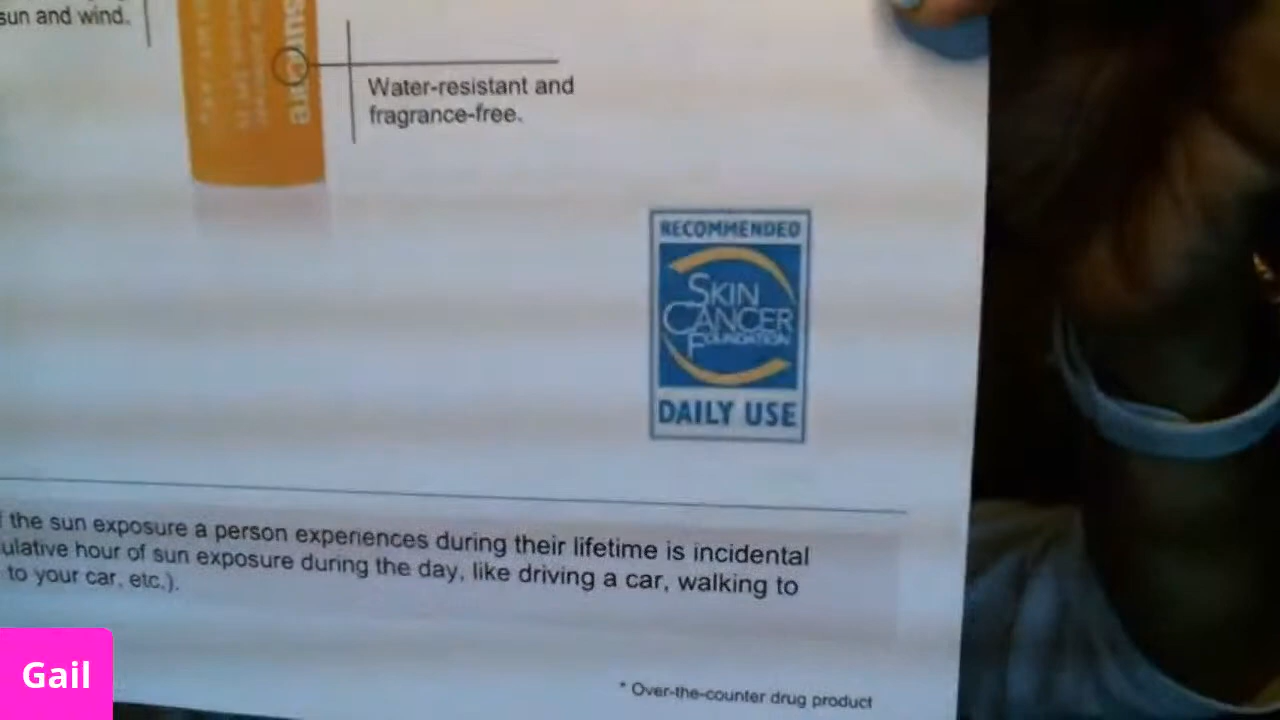 sun and wind.
Water-resistant and
fragrance-free.
RECOMMENDED
SKIN
CANCER
FOUNDATION
DAILY USE
the sun exposure a person experiences during their lifetime is incidental
hour of sun exposure during the day, like driving a car, walking to
to your car, etc.).
Gail
* Over-the-counter drug product